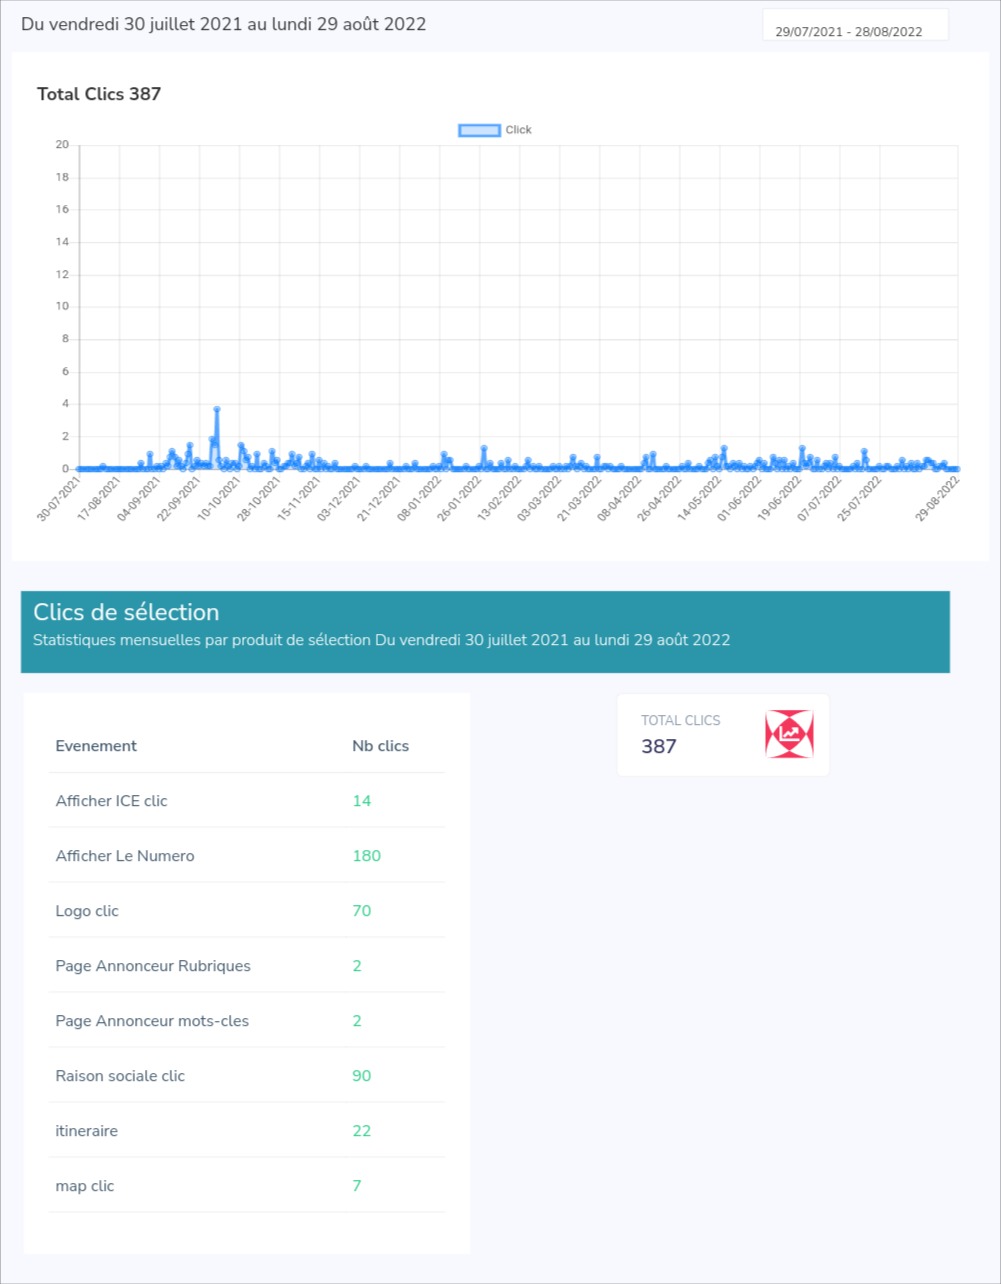 Du vendredi 30 juillet 2021 au lundi 29 août 2022
29/07/2021 - 28/08/2022
Total Clics 387
Click
20
18
16
14
12
10
8
6
4
2
0
30-07-2021
17-08-2021
04-09-2021
22-09-2021
10-10-2021
28-10-2021
15-11-2021
03-12-2021
21-12-2021
08-01-2022
26-01-2022
13-02-2022
03-03-2022
21-03-2022
08-04-2022
26-04-2022
14-05-2022
01-06-2022
19-06-2022
07-07-2022
25-07-2022
29-08-2022
Clics de sélection
Statistiques mensuelles par produit de sélection Du vendredi 30 juillet 2021 au lundi 29 août 2022
Evenement Nb clics
Afficher ICE clic 14
Afficher Le Numero 180
Logo clic 70
Page Annonceur Rubriques 2
Page Annonceur mots-cles 2
Raison sociale clic 90
itineraire 22
map clic 7
TOTAL CLICS
387